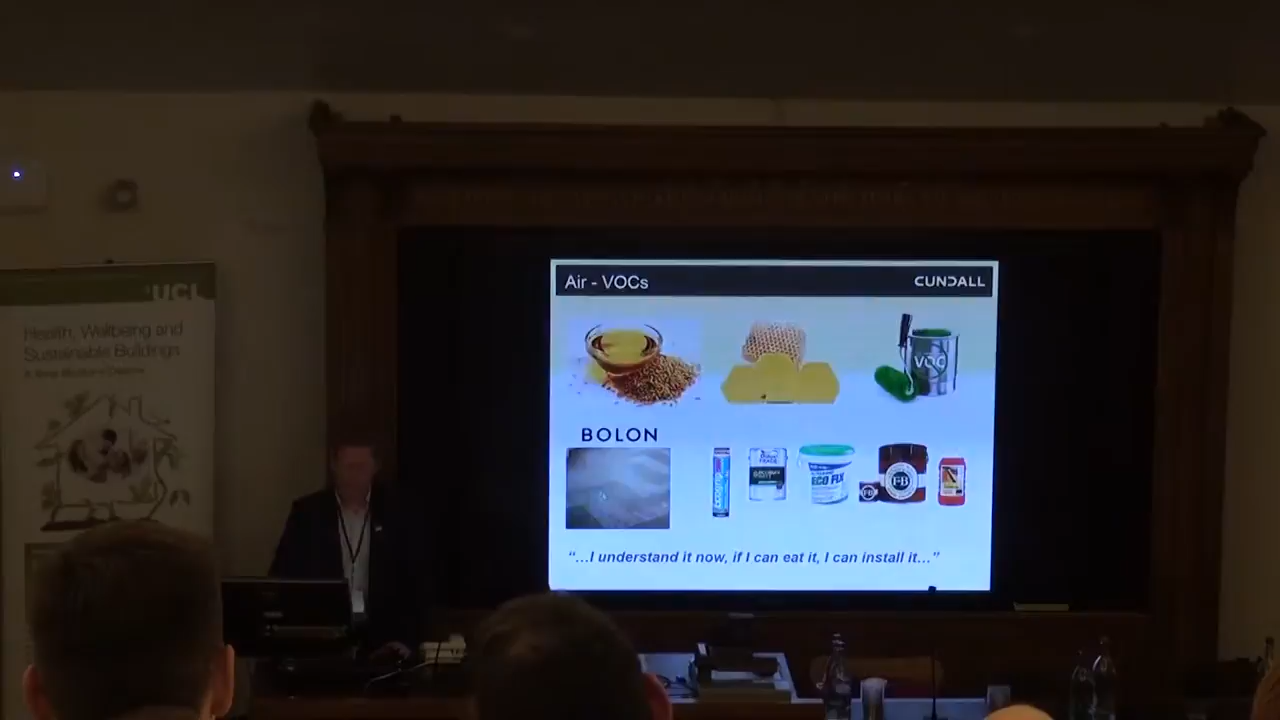 UCL
Health, Wellbeing and
Sustainable Buildings
Air - VOCs
CUNDALL
VOC
BOLON
ECO FIX
F&B
"...I understand it now, if I can eat it, I can install it..."